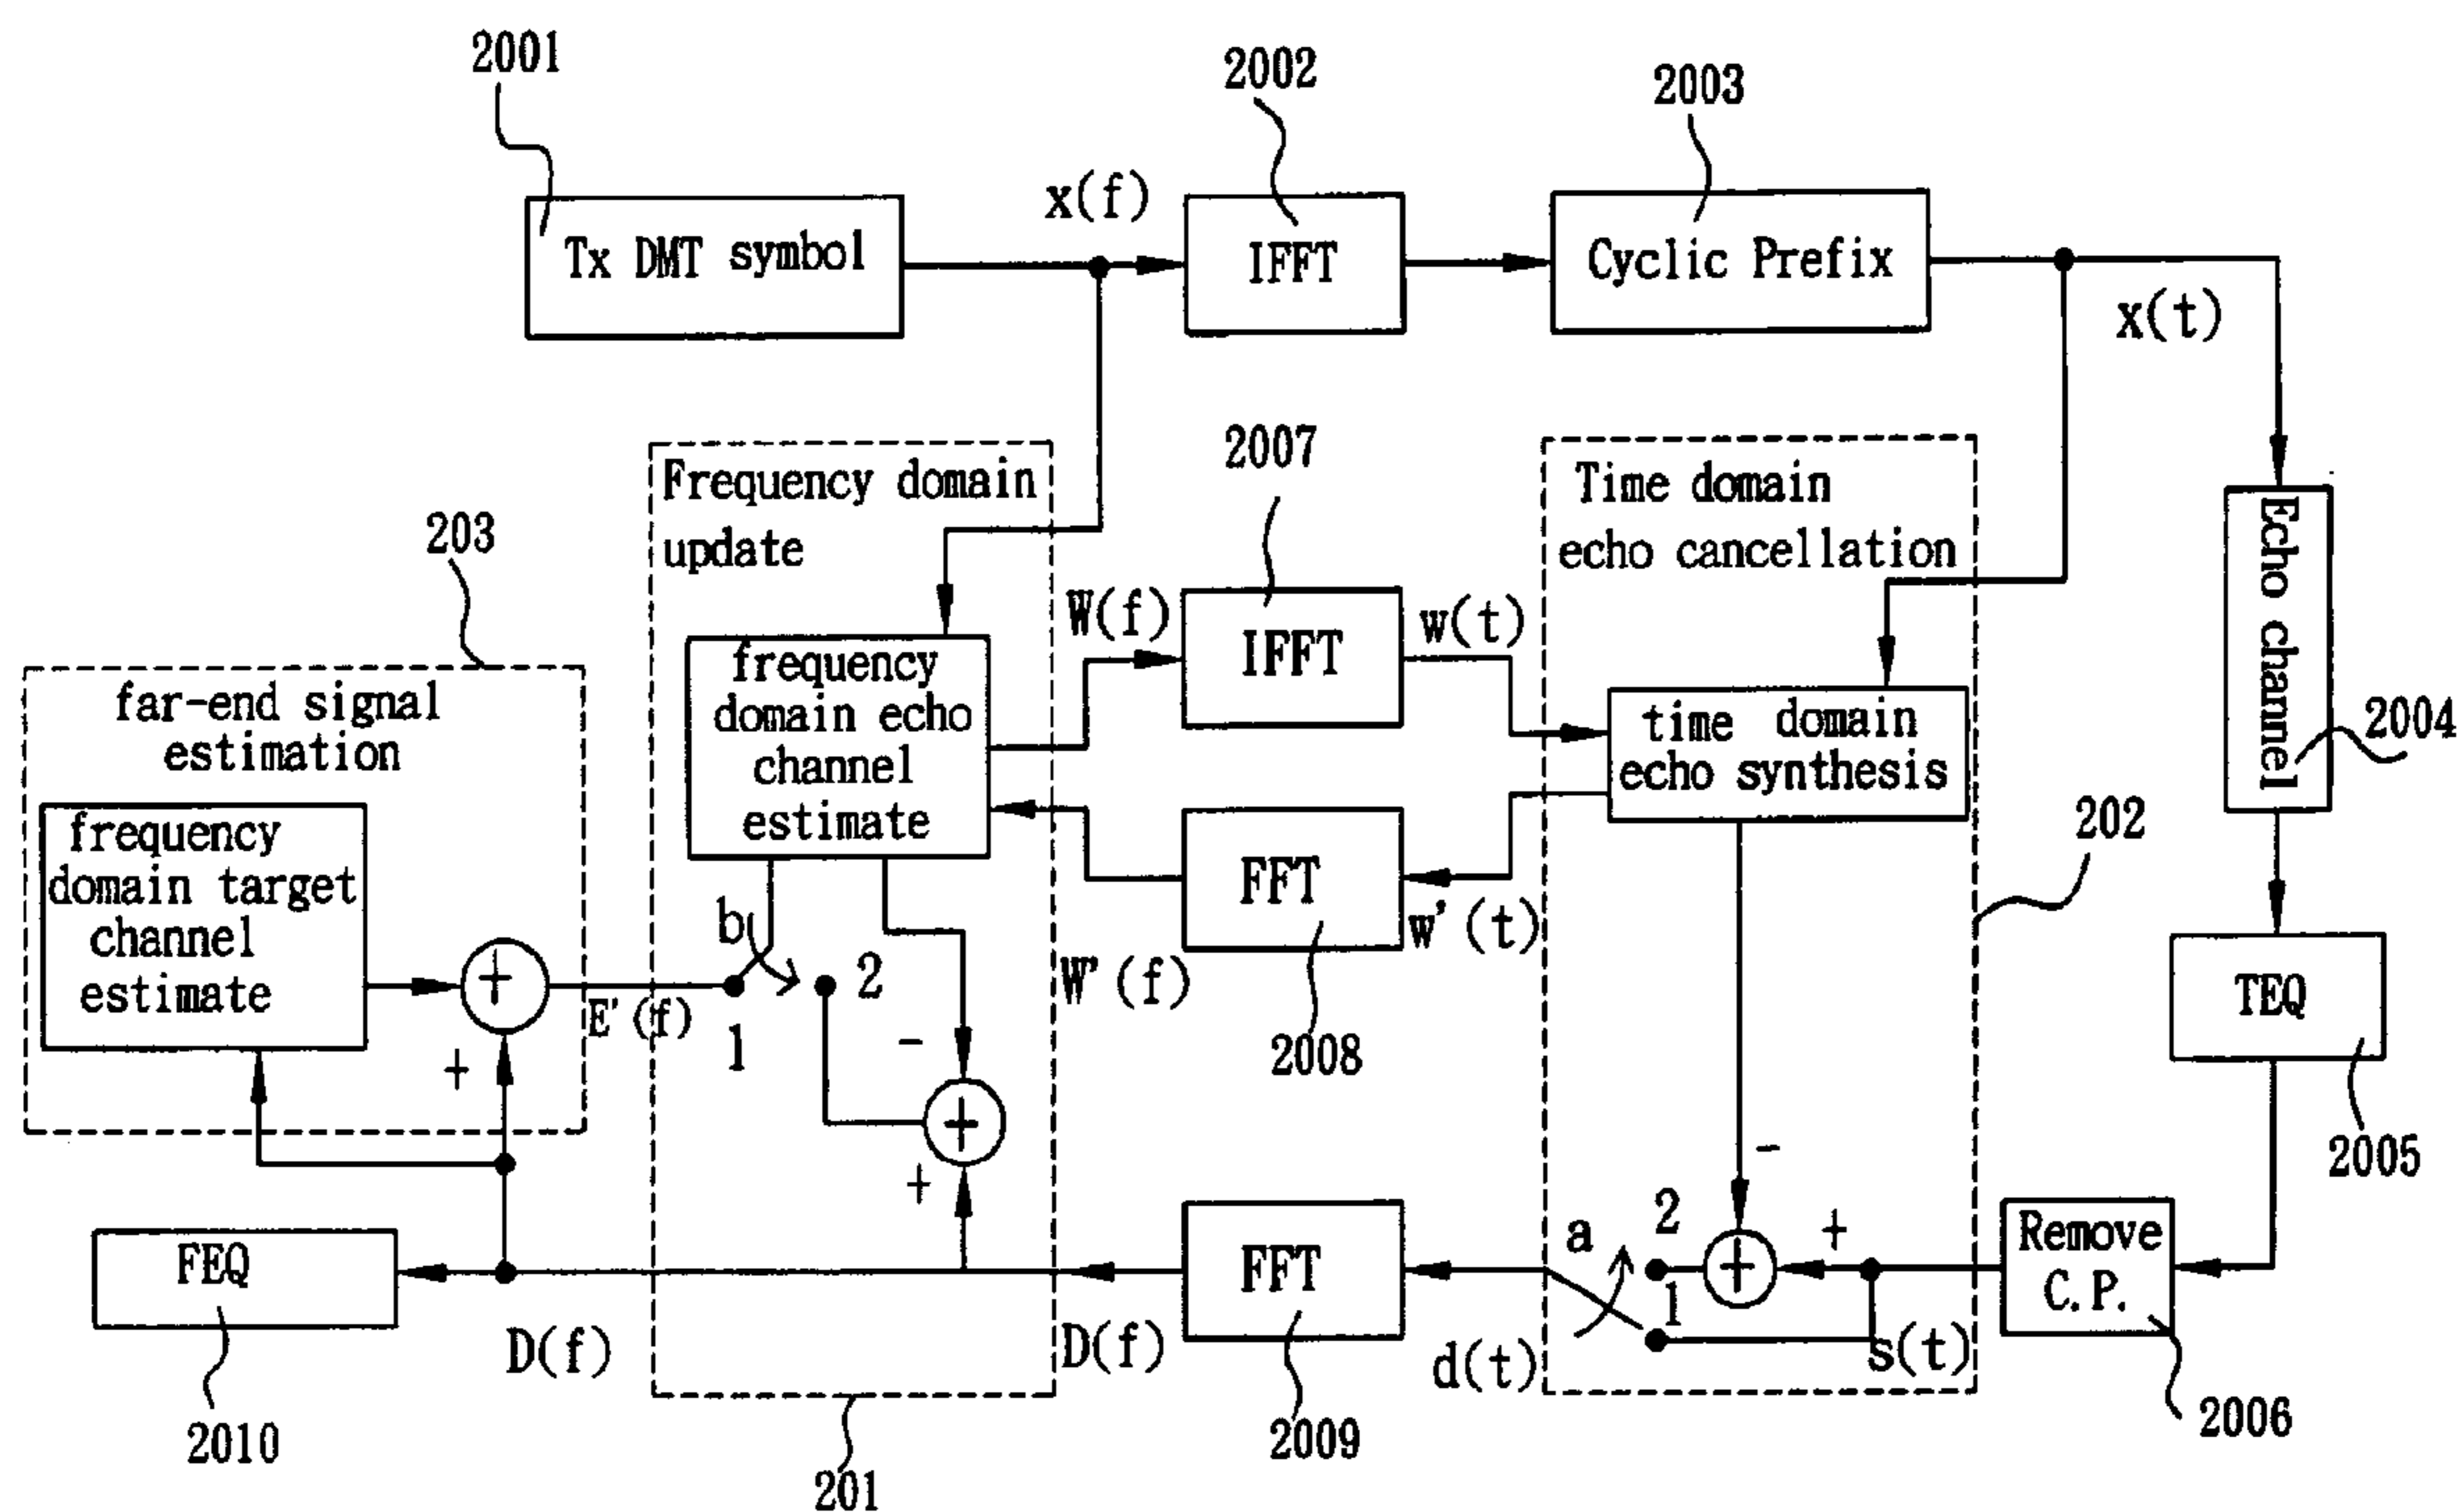 2001
2002
2003
x(f)
Tx DMT symbol
IFFT
Cyclic Prefix
x(t)
2007
Frequency domain
update
Time domain
echo cancellation
203
Echo channel
W(f)
IFFT
w(t)
far-end signal
estimation
frequency
domain echo
channel
estimate
time domain
echo synthesis
2004
202
frequency
domain target
channel
estimate
FFT
w'(t)
b
2
+
E'(f)
1
W'(f)
2008
TEQ
-
+
+
2005
+
-
2
+
Remove
C.P.
FEQ
FFT
a
+
1
D(f)
D(f)
d(t)
s(t)
2010
2009
2006
201